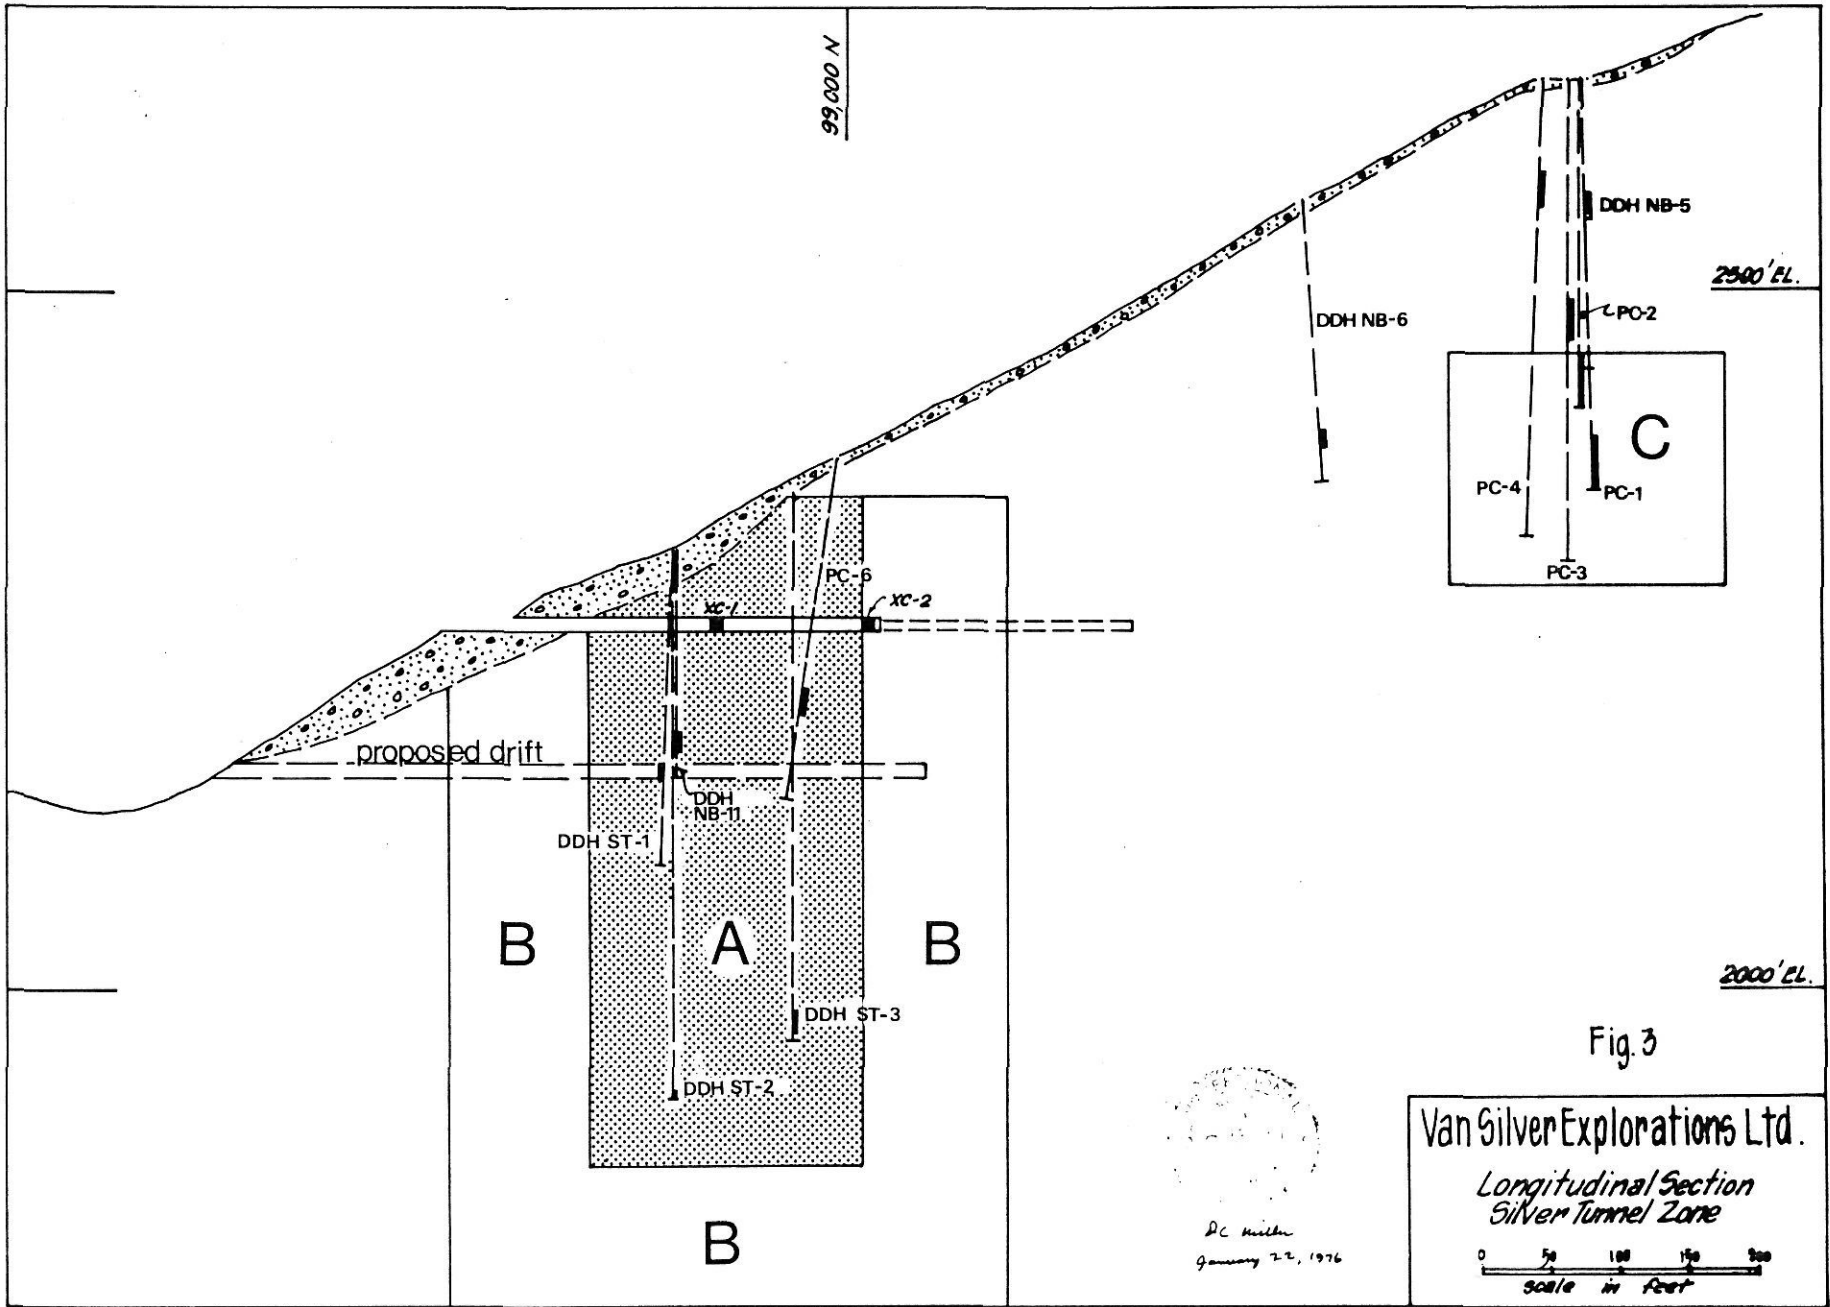 99,000 N
DDH NB-5
2500' EL.
PC-2
DDH NB-6
C
PC-4
PC-1
PC-3
PC-6
XC-1
XC-2
proposed drift
DDH
NB-11
DDH ST-1
B
A
B
2000' EL.
DDH ST-3
Fig. 3
DDH ST-2
Van Silver Explorations Ltd.
Longitudinal Section
Silver Tunnel Zone
B
DC Miller
January 22, 1976
0 50 100 150 200
scale in feet